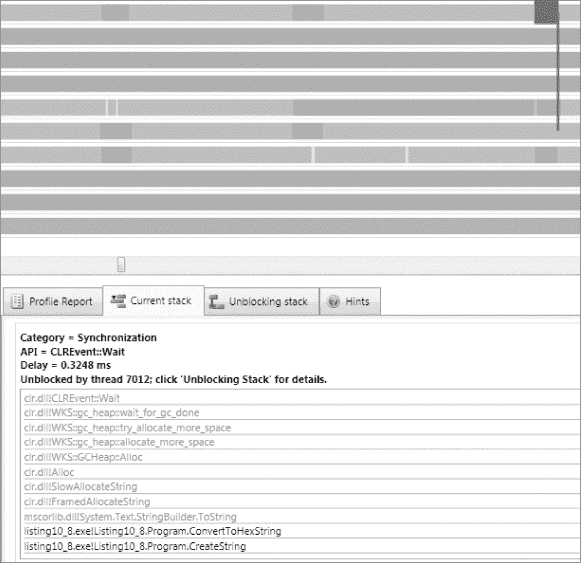 Profile Report
Current stack
Unblocking stack
Hints
Category = Synchronization
API = CLREvent::Wait
Delay = 0.3248 ms
Unblocked by thread 7012; click 'Unblocking Stack' for details.
clr.dll!CLREvent::Wait
clr.dll!WKS::gc_heap::wait_for_gc_done
clr.dll!WKS::gc_heap::try_allocate_more_space
clr.dll!WKS::gc_heap::allocate_more_space
clr.dll!WKS::GCHeap::Alloc
clr.dll!Alloc
clr.dll!SlowAllocateString
clr.dll!FramedAllocateString
mscorlib.dll!System.Text.StringBuilder.ToString
listing10_8.exe!Listing10_8.Program.ConvertToHexString
listing10_8.exe!Listing10_8.Program.CreateString